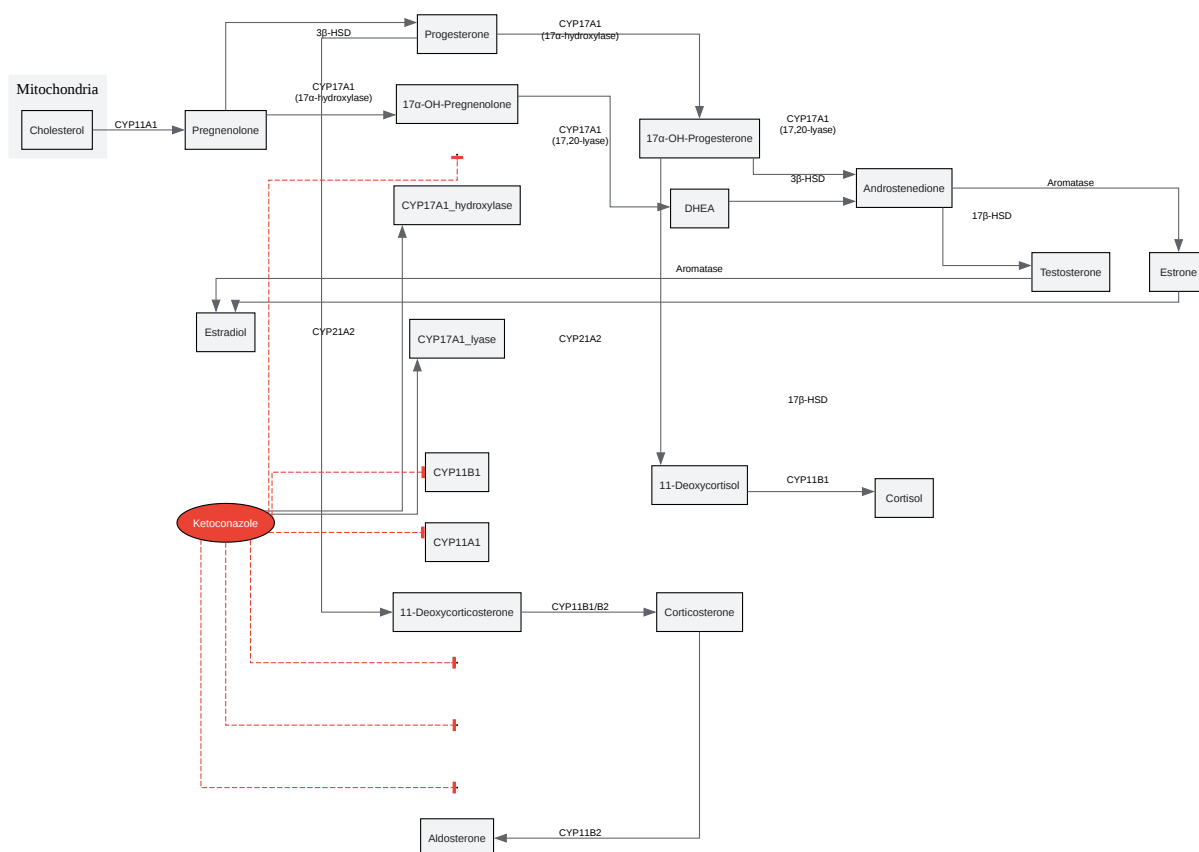 CYP17A1
(17α-hydroxylase)
3β-HSD
Progesterone
Mitochondria
CYP17A1
(17α-hydroxylase)
17α-OH-Pregnenolone
Cholesterol
CYP11A1
Pregnenolone
CYP17A1
(17,20-lyase)
17α-OH-Progesterone
CYP17A1
(17,20-lyase)
3β-HSD
Androstenedione
Aromatase
CYP17A1_hydroxylase
DHEA
17β-HSD
Aromatase
Testosterone
Estrone
Estradiol
CYP21A2
CYP17A1_lyase
CYP21A2
17β-HSD
CYP11B1
11-Deoxycortisol
CYP11B1
Cortisol
Ketoconazole
CYP11A1
11-Deoxycorticosterone
CYP11B1/B2
Corticosterone
Aldosterone
CYP11B2